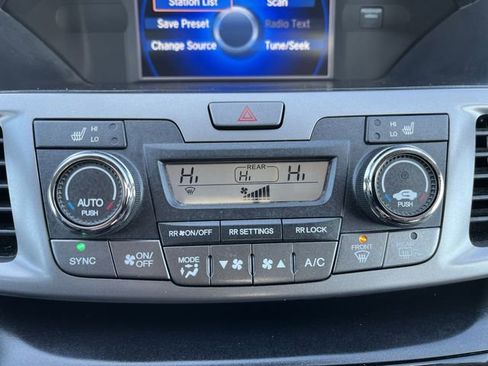 Station List
Scan
Save Preset
Radio Text
Change Source
Tune/Seek
HI
LO
HI
LO
REAR
Hi
Hi
Hi
AUTO
PUSH
PUSH
RR ON/OFF
RR SETTINGS
RR LOCK
SYNC
ON/
OFF
MODE
A/C
FRONT
REAR